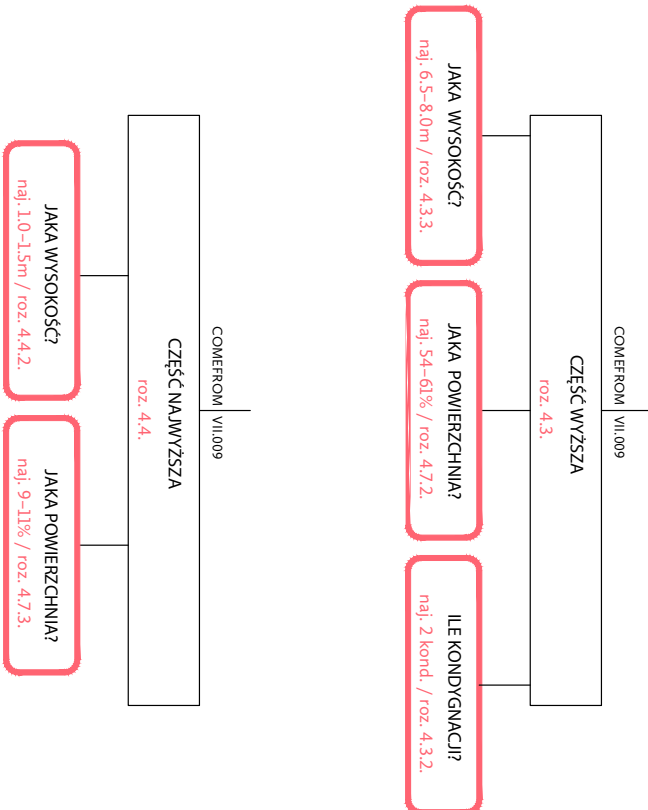 COMEFROM VII.009
CZĘŚĆ WYŻSZA
roz. 4.3.
JAKA WYSOKOŚĆ?
naj. 6.5–8.0m / roz. 4.3.3.
JAKA POWIERZCHNIA?
naj. 54–61% / roz. 4.7.2.
ILE KONDYGNACJI?
naj. 2 kond. / roz. 4.3.2.
COMEFROM VII.009
CZĘŚĆ NAJWYŻSZA
roz. 4.4.
JAKA WYSOKOŚĆ?
naj. 1.0–1.5m / roz. 4.4.2.
JAKA POWIERZCHNIA?
naj. 9–11% / roz. 4.7.3.